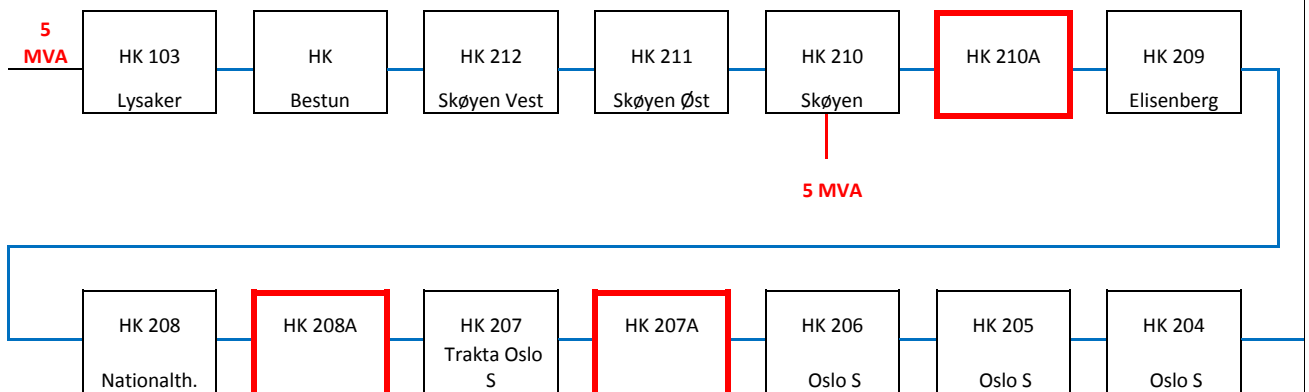 5
MVA
HK 103
Lysaker
HK
Bestun
HK 212
Skøyen Vest
HK 211
Skøyen Øst
HK 210
Skøyen
HK 210A
HK 209
Elisenberg
5 MVA
HK 208
Nationalth.
HK 208A
HK 207
Trakta Oslo
S
HK 207A
HK 206
Oslo S
HK 205
Oslo S
HK 204
Oslo S